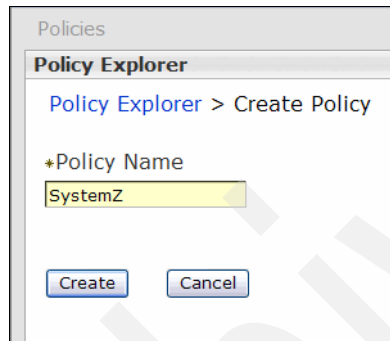 Policies
Policy Explorer
Policy Explorer > Create Policy
*Policy Name
SystemZ
Create Cancel